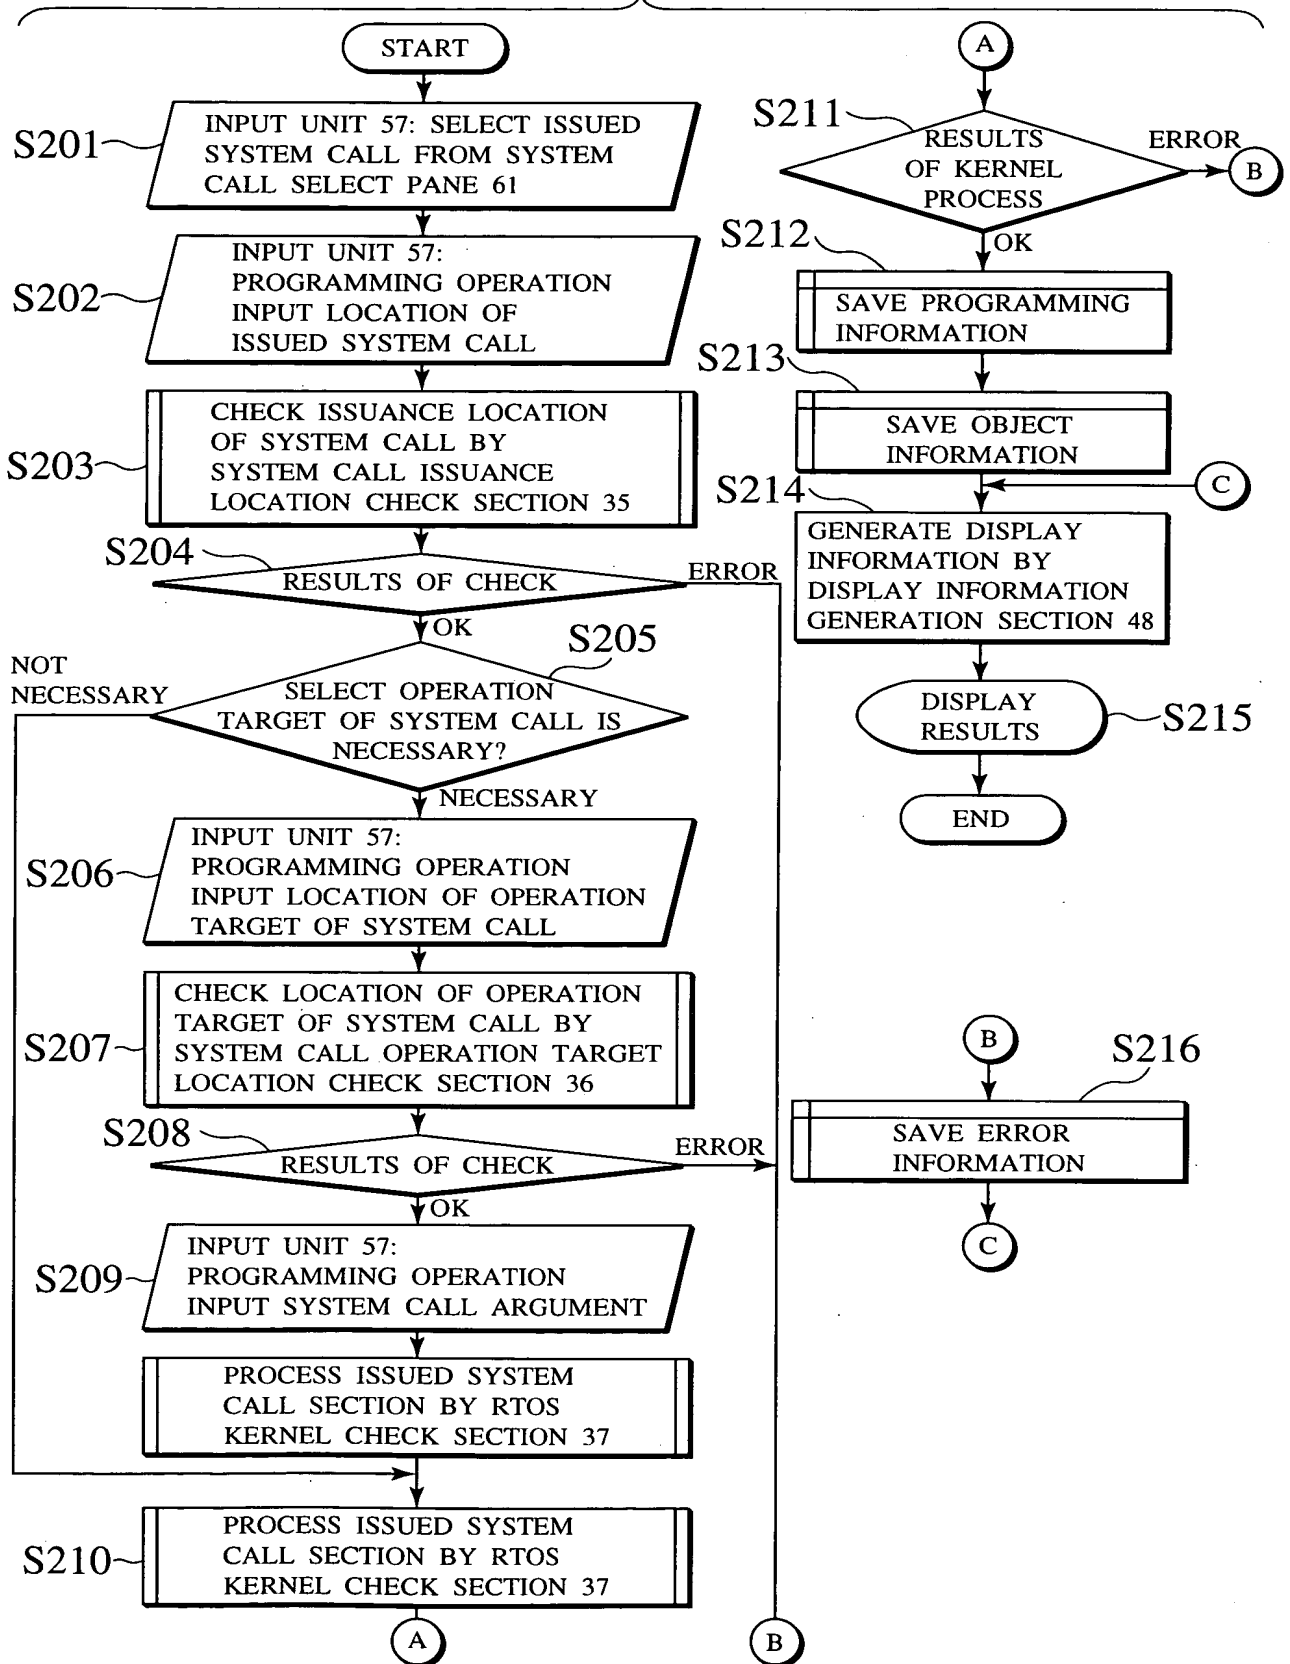 START
S201
INPUT UNIT 57: SELECT ISSUED
SYSTEM CALL FROM SYSTEM
CALL SELECT PANE 61
S202
INPUT UNIT 57:
PROGRAMMING OPERATION
INPUT LOCATION OF
ISSUED SYSTEM CALL
S203
CHECK ISSUANCE LOCATION
OF SYSTEM CALL BY
SYSTEM CALL ISSUANCE
LOCATION CHECK SECTION 35
S204
RESULTS OF CHECK
ERROR
OK
S205
NOT
NECESSARY
SELECT OPERATION
TARGET OF SYSTEM CALL IS
NECESSARY?
NECESSARY
S206
INPUT UNIT 57:
PROGRAMMING OPERATION
INPUT LOCATION OF OPERATION
TARGET OF SYSTEM CALL
S207
CHECK LOCATION OF OPERATION
TARGET OF SYSTEM CALL BY
SYSTEM CALL OPERATION TARGET
LOCATION CHECK SECTION 36
S208
RESULTS OF CHECK
ERROR
OK
S209
INPUT UNIT 57:
PROGRAMMING OPERATION
INPUT SYSTEM CALL ARGUMENT
PROCESS ISSUED SYSTEM
CALL SECTION BY RTOS
KERNEL CHECK SECTION 37
S210
PROCESS ISSUED SYSTEM
CALL SECTION BY RTOS
KERNEL CHECK SECTION 37
A
B
A
S211
RESULTS
OF KERNEL
PROCESS
ERROR
B
OK
S212
SAVE PROGRAMMING
INFORMATION
S213
SAVE OBJECT
INFORMATION
C
S214
GENERATE DISPLAY
INFORMATION BY
DISPLAY INFORMATION
GENERATION SECTION 48
DISPLAY
RESULTS
S215
END
B
S216
SAVE ERROR
INFORMATION
C